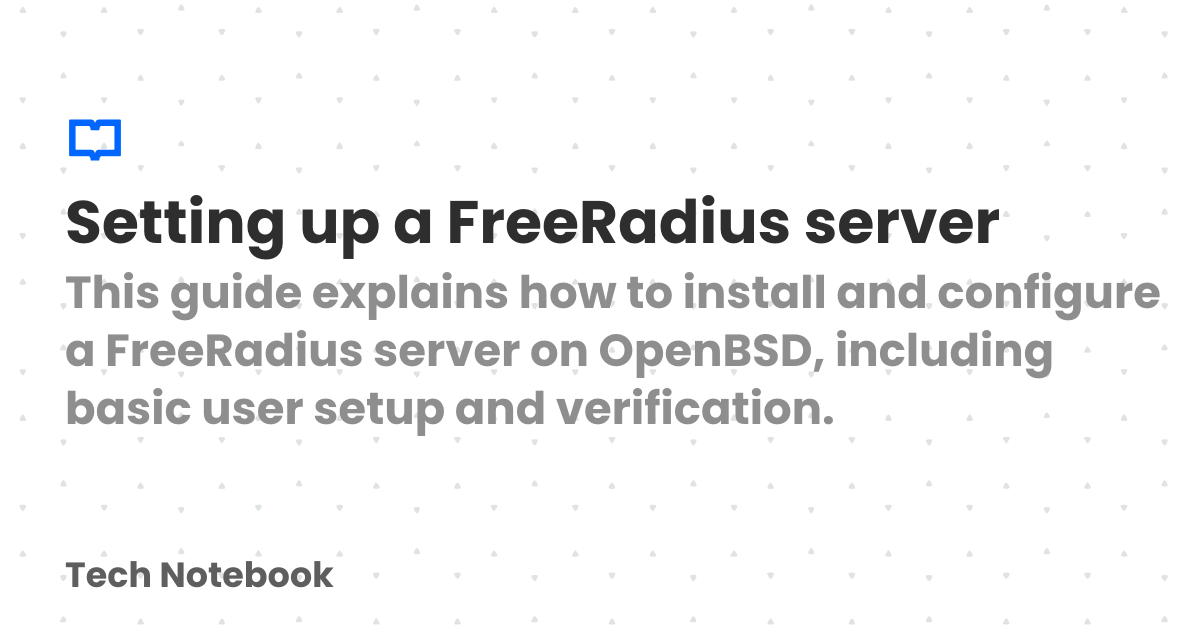 Setting up a FreeRadius server
This guide explains how to install and configure
a FreeRadius server on OpenBSD, including
basic user setup and verification.
Tech Notebook